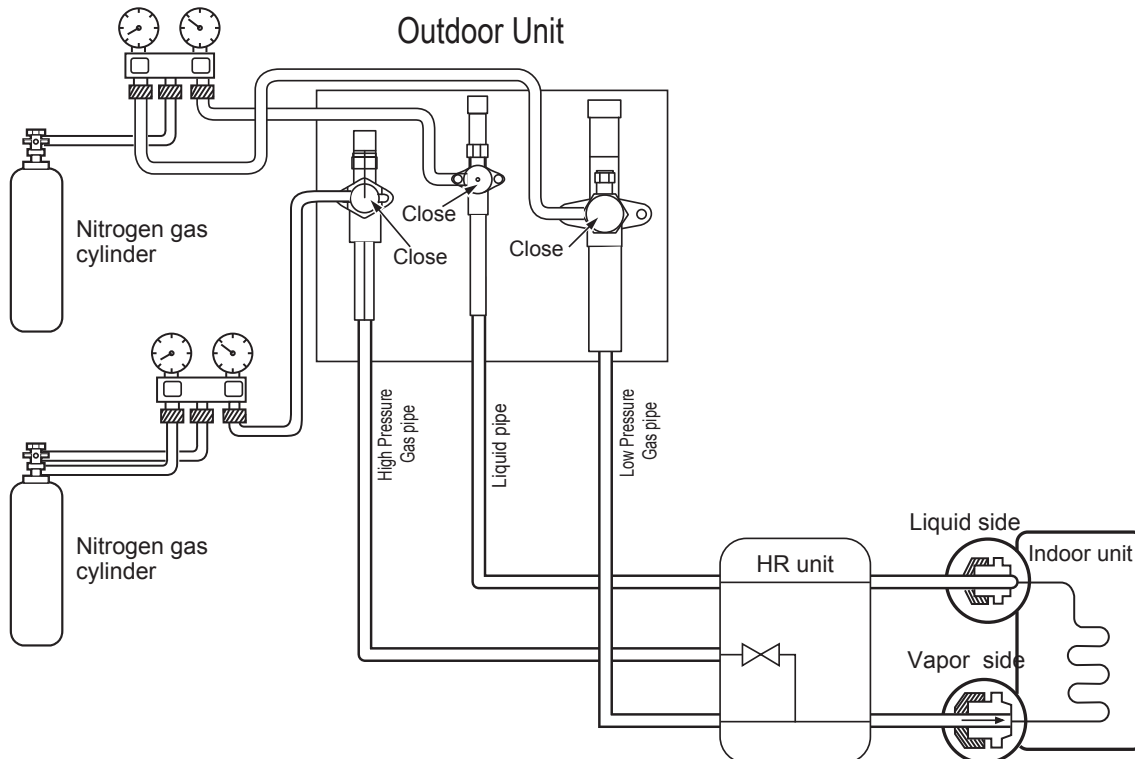 Outdoor Unit
Nitrogen gas
cylinder
Close
Close
Close
High Pressure
Gas pipe
Liquid pipe
Low Pressure
Gas pipe
Nitrogen gas
cylinder
Liquid side
Indoor unit
HR unit
Vapor side